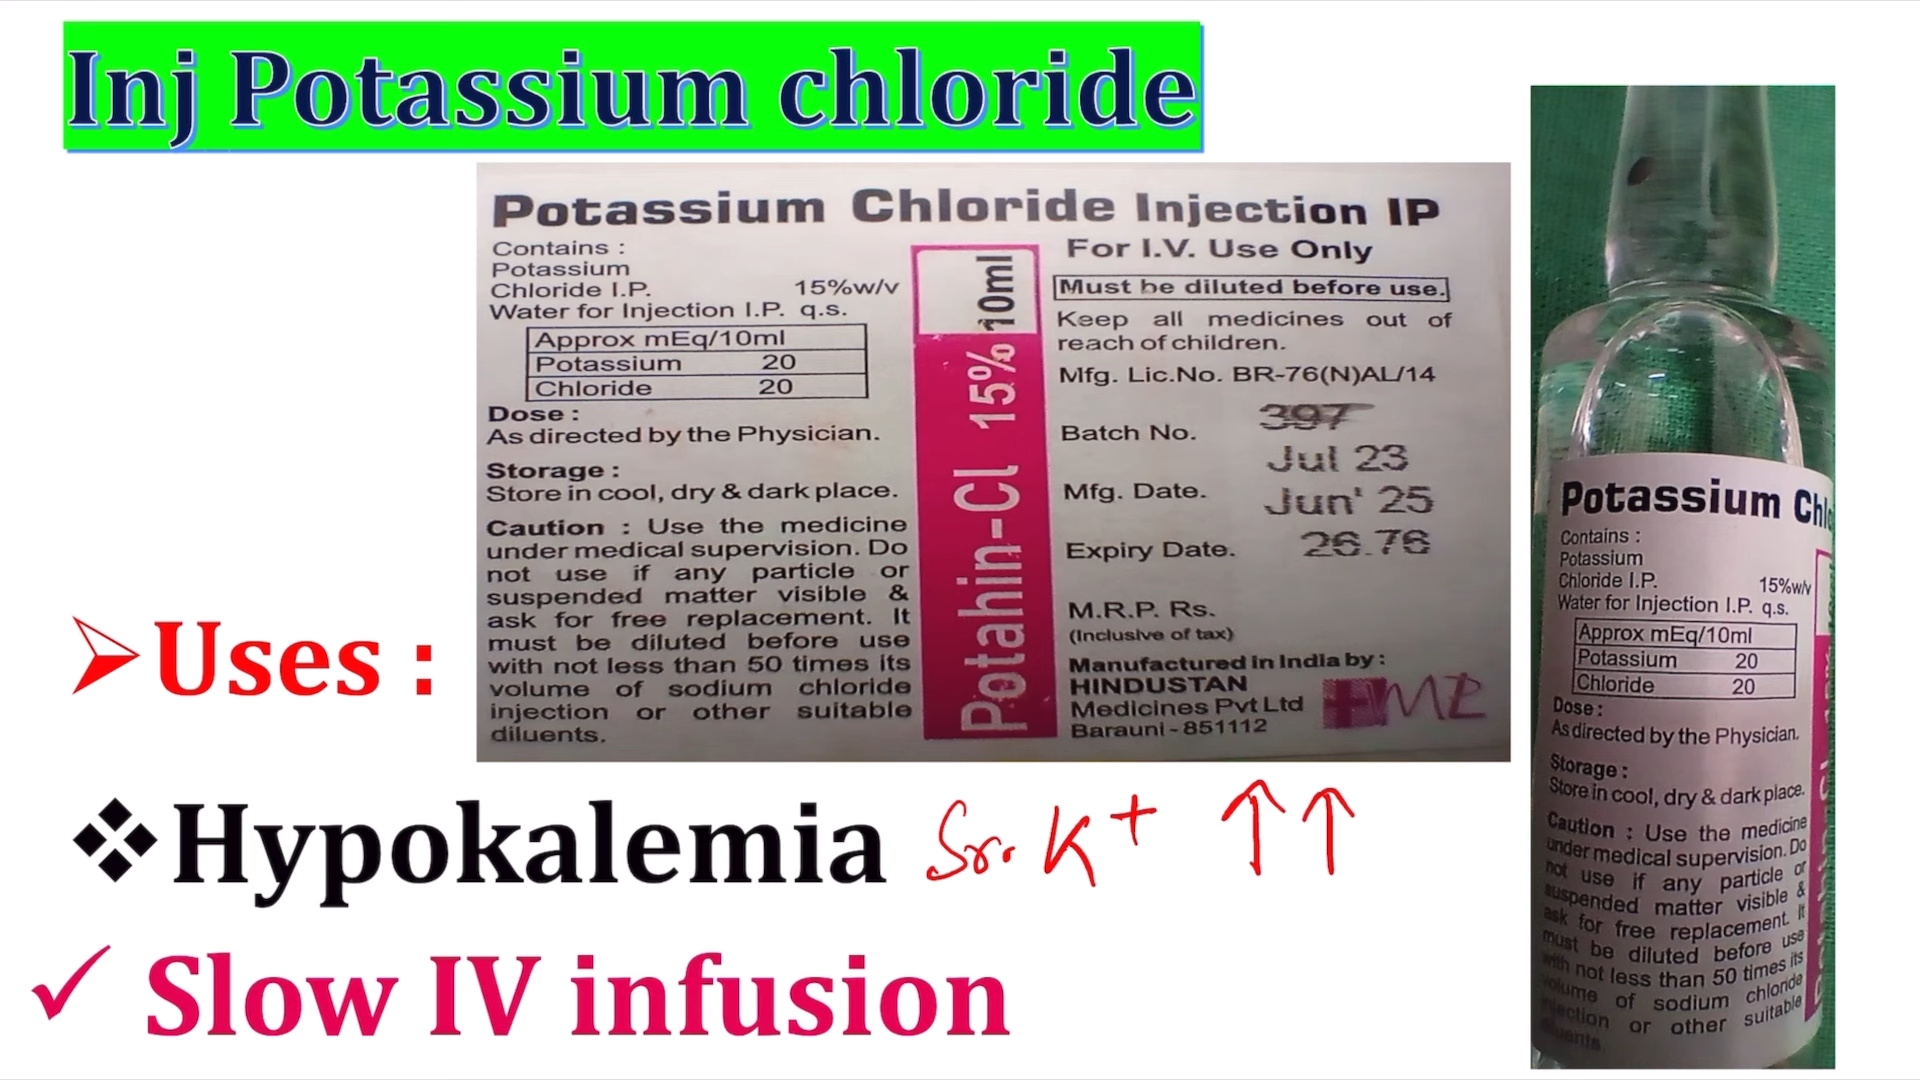 Inj Potassium chloride
Potassium Chloride Injection IP
Contains :
Potassium
Chloride I.P. 15%w/v
Water for Injection I.P. q.s.
Approx mEq/10ml
Potassium 20
Chloride 20
Dose :
As directed by the Physician.
Storage :
Store in cool, dry & dark place.
Caution : Use the medicine
under medical supervision. Do
not use if any particle or
suspended matter visible &
ask for free replacement. It
must be diluted before use
with not less than 50 times its
volume of sodium chloride
injection or other suitable
diluents.
Potahin-Cl 15% 10ml
For I.V. Use Only
Must be diluted before use.
Keep all medicines out of
reach of children.
Mfg. Lic.No. BR-76(N)AL/14
Batch No. 397
Jul 23
Mfg. Date. Jun' 25
Expiry Date. 26.76
M.R.P. Rs.
(Inclusive of tax)
Manufactured in India by :
HINDUSTAN
Medicines Pvt Ltd
Barauni - 851112
Uses :
Hypokalemia Sr. K+ ↑↑
Slow IV infusion
Potassium Chl
Contains :
Potassium
Chloride I.P. 15%w/v
Water for Injection I.P. q.s.
Approx mEq/10ml
Potassium 20
Chloride 20
Dose :
As directed by the Physician.
Storage :
Store in cool, dry & dark place.
Caution : Use the medicine
under medical supervision. Do
not use if any particle or
suspended matter visible &
ask for free replacement. It
must be diluted before use
with not less than 50 times its
volume of sodium chloride
injection or other suitable